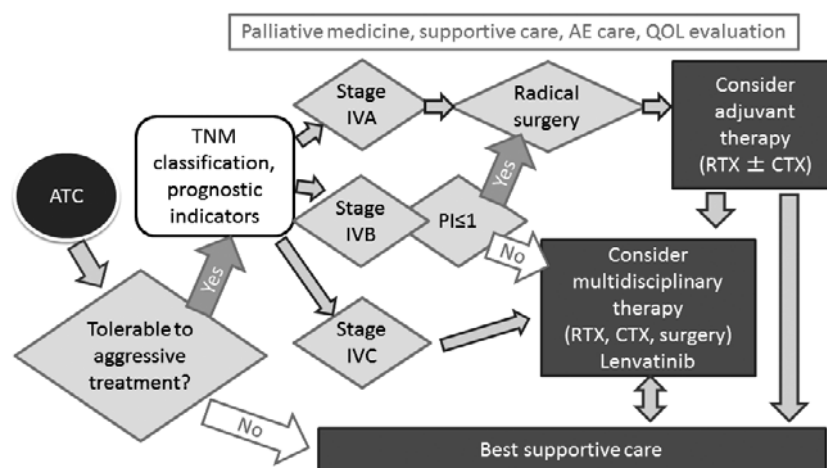 Palliative medicine, supportive care, AE care, QOL evaluation
ATC
Tolerable to
aggressive
treatment?
Yes
No
TNM
classification,
prognostic
indicators
Stage
IVA
Stage
IVB
PI≤1
Yes
No
Stage
IVC
Radical
surgery
Consider
adjuvant
therapy
(RTX ± CTX)
Consider
multidisciplinary
therapy
(RTX, CTX, surgery)
Lenvatinib
Best supportive care